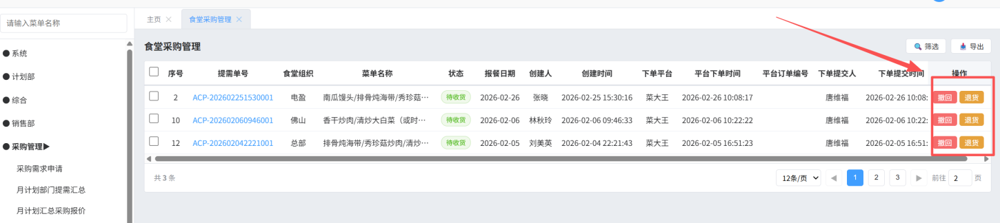 请输入菜单名称
系统
计划部
综合
销售部
采购管理▶
采购需求申请
月计划部门提需汇总
月计划汇总采购报价
主页 × 食堂采购管理 ×
食堂采购管理
筛选 导出
序号 提需单号 食堂组织 菜单名称 状态 报餐日期 创建人 创建时间 下单平台 平台下单时间 平台订单编号 下单提交人 下单提交时间 操作
2 ACP-202602251530001 电盈 南瓜馒头/排骨炖海带/秀珍菇… 待收货 2026-02-26 张晓 2026-02-25 15:30:16 菜大王 2026-02-26 10:08:17 唐维福 2026-02-26 10:08: 撤回 退货
10 ACP-202602060946001 佛山 香干炒肉/清炒大白菜（或时… 待收货 2026-02-06 林秋玲 2026-02-06 09:46:33 菜大王 2026-02-06 10:22:22 唐维福 2026-02-06 10:22: 撤回 退货
12 ACP-202602042221001 总部 排骨炖海带/秀珍菇炒肉/清炒… 待收货 2026-02-05 刘美英 2026-02-04 22:21:43 菜大王 2026-02-05 16:51:23 唐维福 2026-02-05 16:51: 撤回 退货
共 3 条
12条/页 1 2 3 前往 2 页